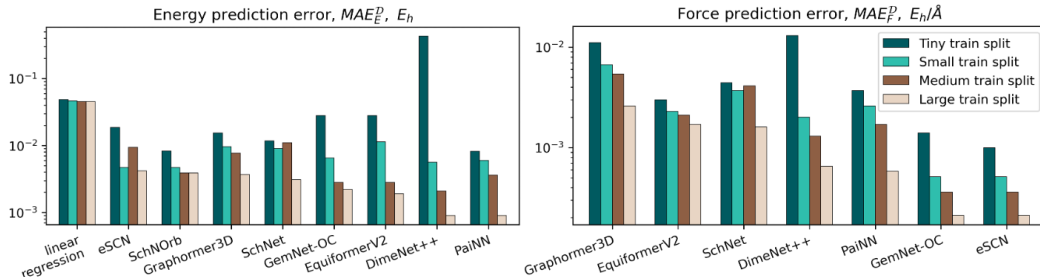 Energy prediction error, MAE_E^D, E_h
10^-1
10^-2
10^-3
linear
regression
eSCN
SchNOrb
Graphormer3D
SchNet
GemNet-OC
EquiformerV2
DimeNet++
PaiNN
Force prediction error, MAE_F^D, E_h/Å
10^-2
10^-3
Tiny train split
Small train split
Medium train split
Large train split
Graphormer3D
EquiformerV2
SchNet
DimeNet++
PaiNN
GemNet-OC
eSCN